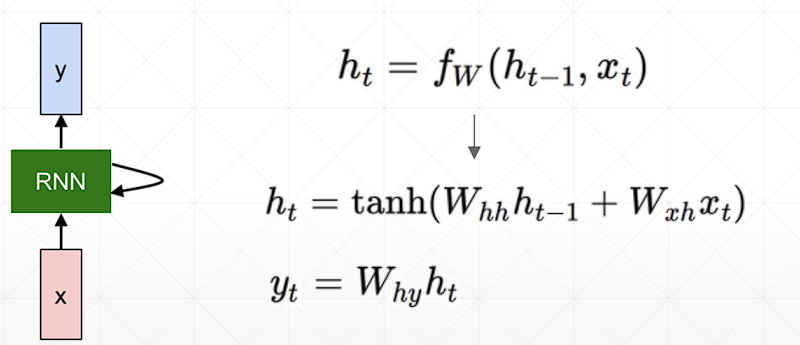 y
RNN
x
h_t = f_W(h_{t−1}, x_t)
h_t = tanh(W_{hh}h_{t−1} + W_{xh}x_t)
y_t = W_{hy}h_t